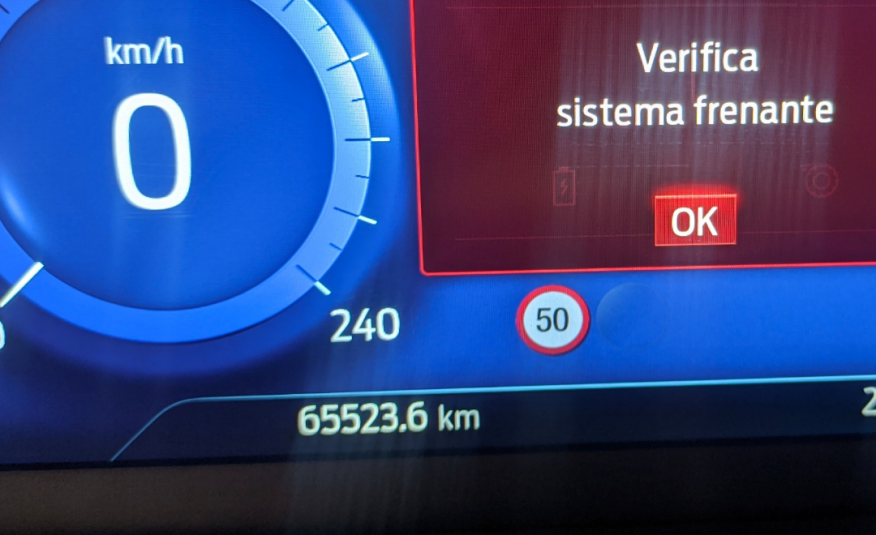 km/h
0
Verifica
sistema frenante
OK
240
50
65523.6 km